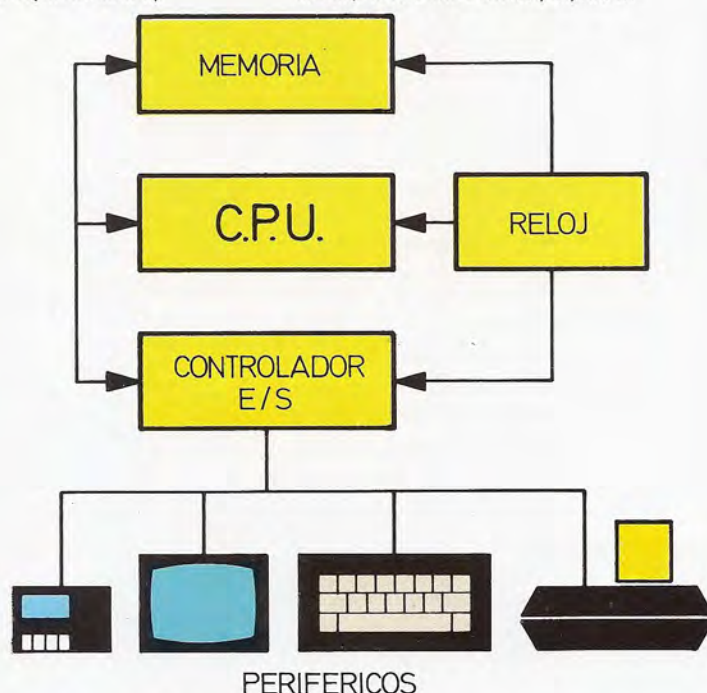 MEMORIA
C.P.U.
RELOJ
CONTROLADOR
E/S
PERIFERICOS